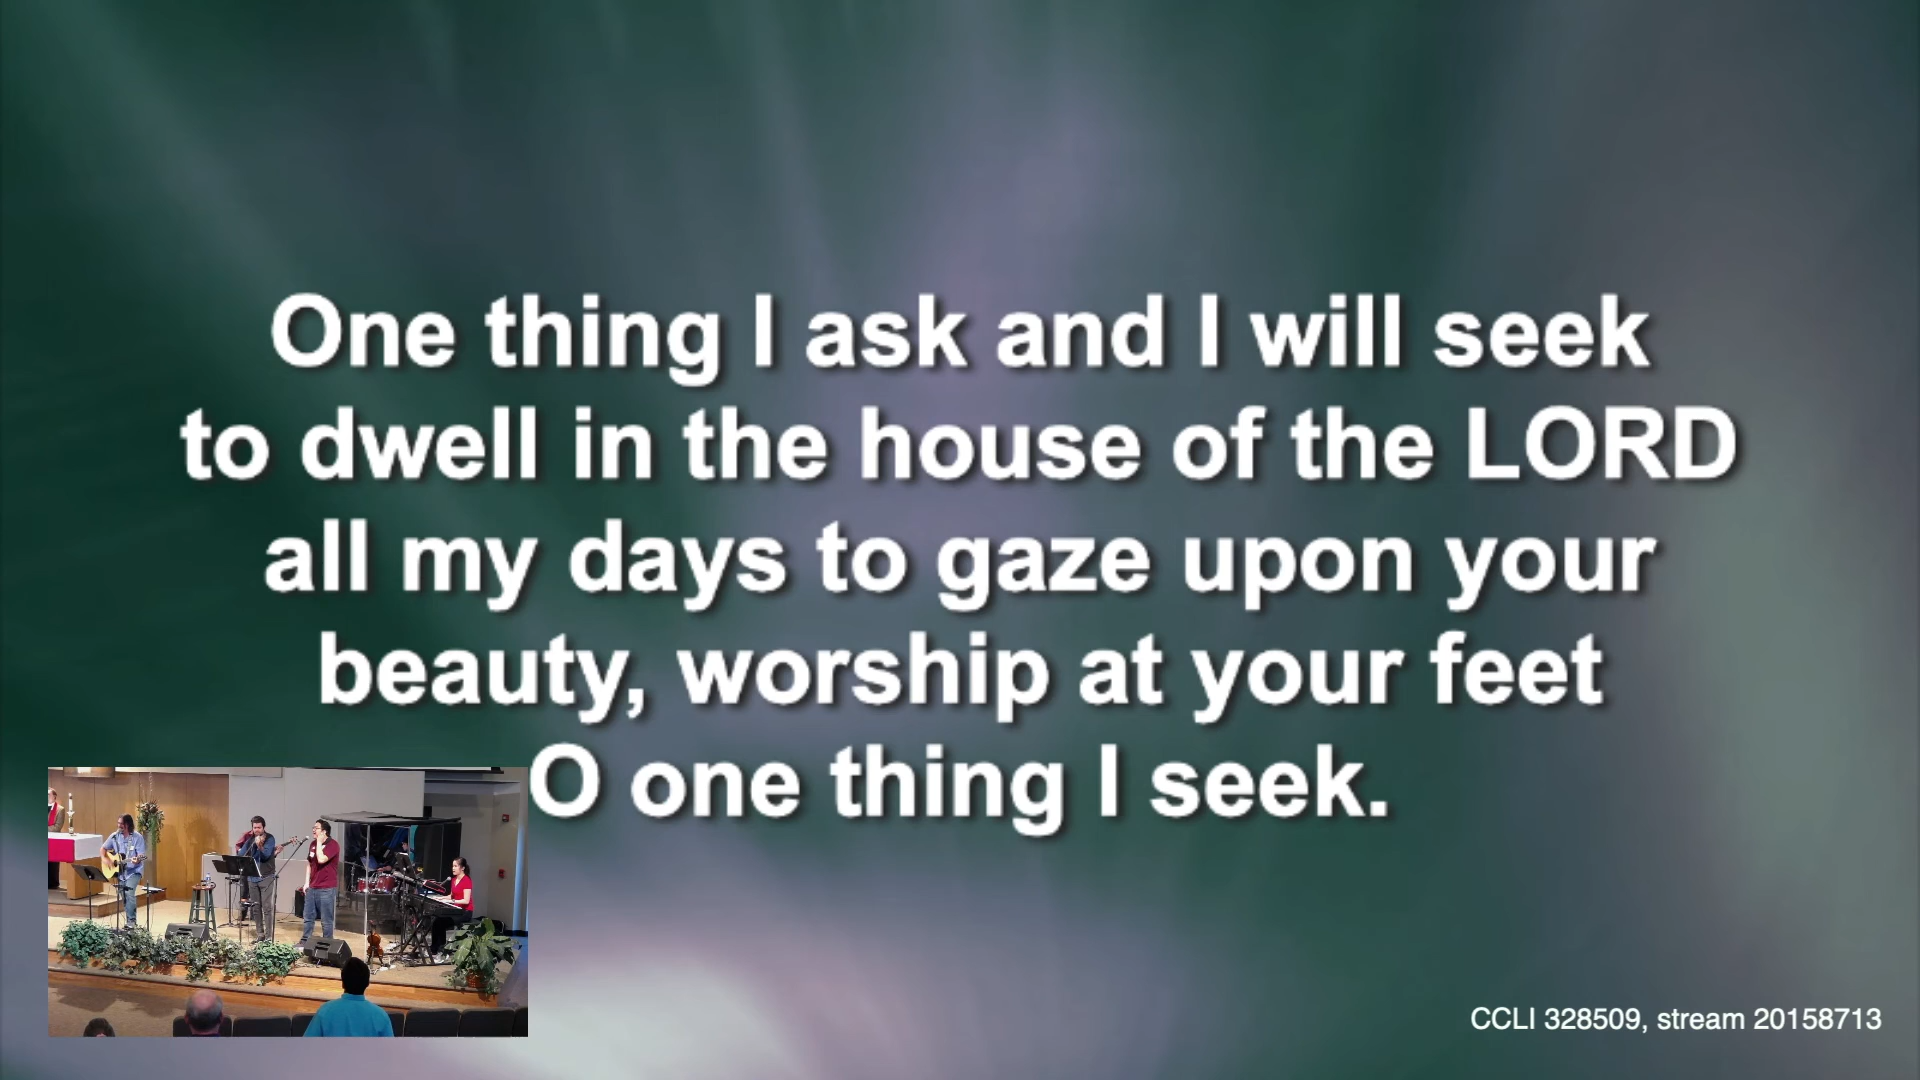 One thing I ask and I will seek
to dwell in the house of the LORD
all my days to gaze upon your
beauty, worship at your feet
O one thing I seek.
CCLI 328509, stream 20158713